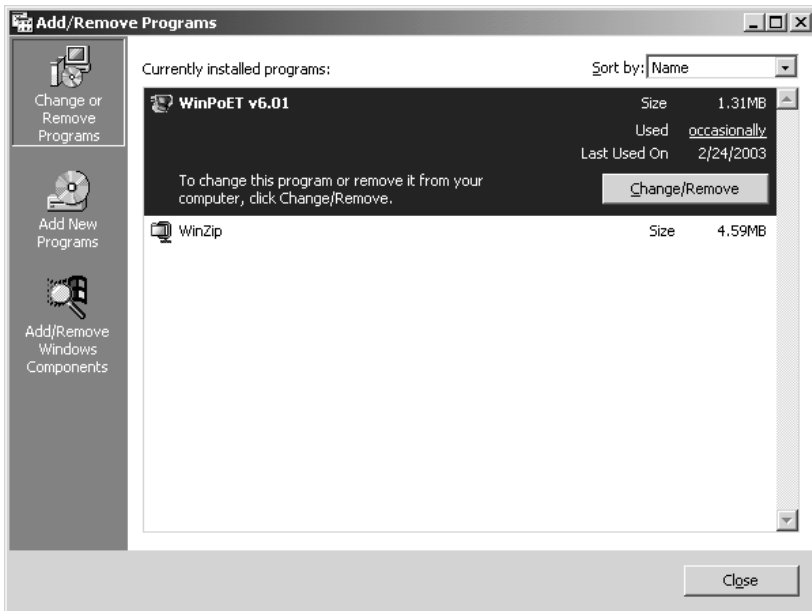 Add/Remove Programs
Change or
Remove
Programs
Add New
Programs
Add/Remove
Windows
Components
Currently installed programs:
Sort by: Name
WinPoET v6.01 Size 1.31MB
Used occasionally
Last Used On 2/24/2003
To change this program or remove it from your
computer, click Change/Remove.
Change/Remove
WinZip Size 4.59MB
Close